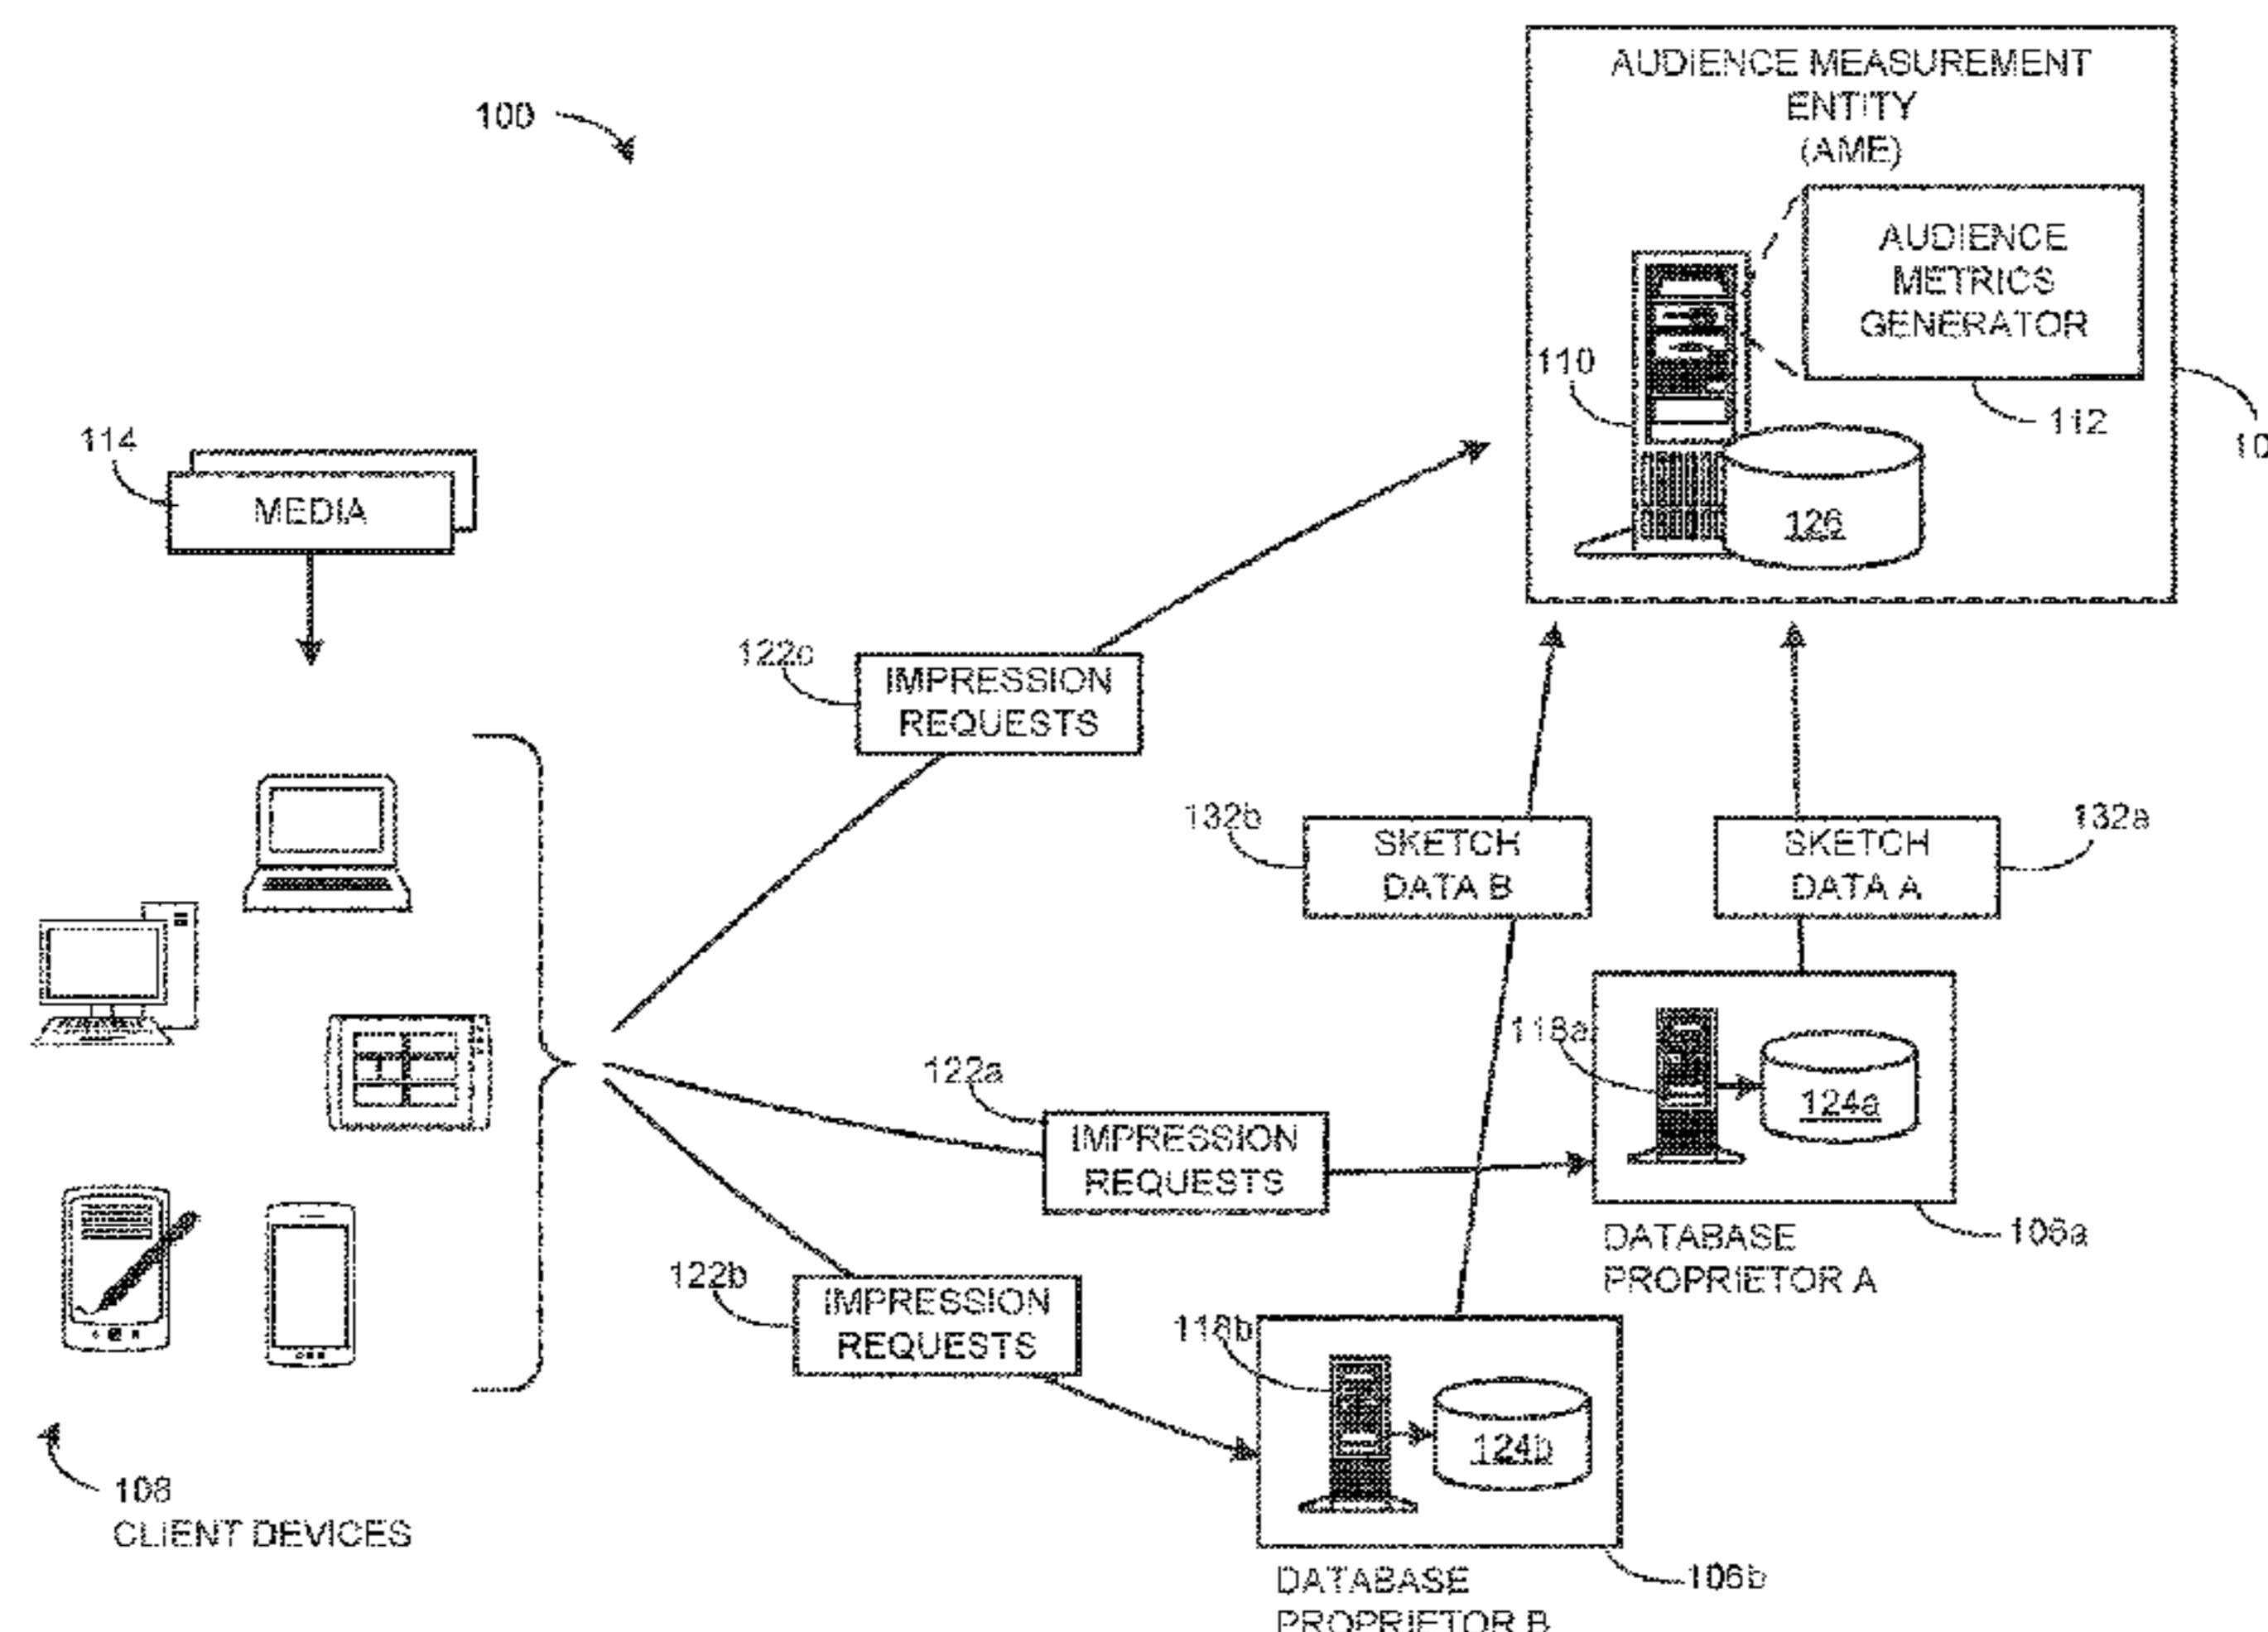 100
AUDIENCE MEASUREMENT
ENTITY
(AME)
AUDIENCE
METRICS
GENERATOR
110
112
10
126
114
MEDIA
122c
IMPRESSION
REQUESTS
132b
SKETCH
DATA B
SKETCH
DATA A
132a
118a
124a
122a
IMPRESSION
REQUESTS
DATABASE
PROPRIETOR A
106a
122b
IMPRESSION
REQUESTS
118b
124b
108
CLIENT DEVICES
DATABASE
PROPRIETOR B
106b